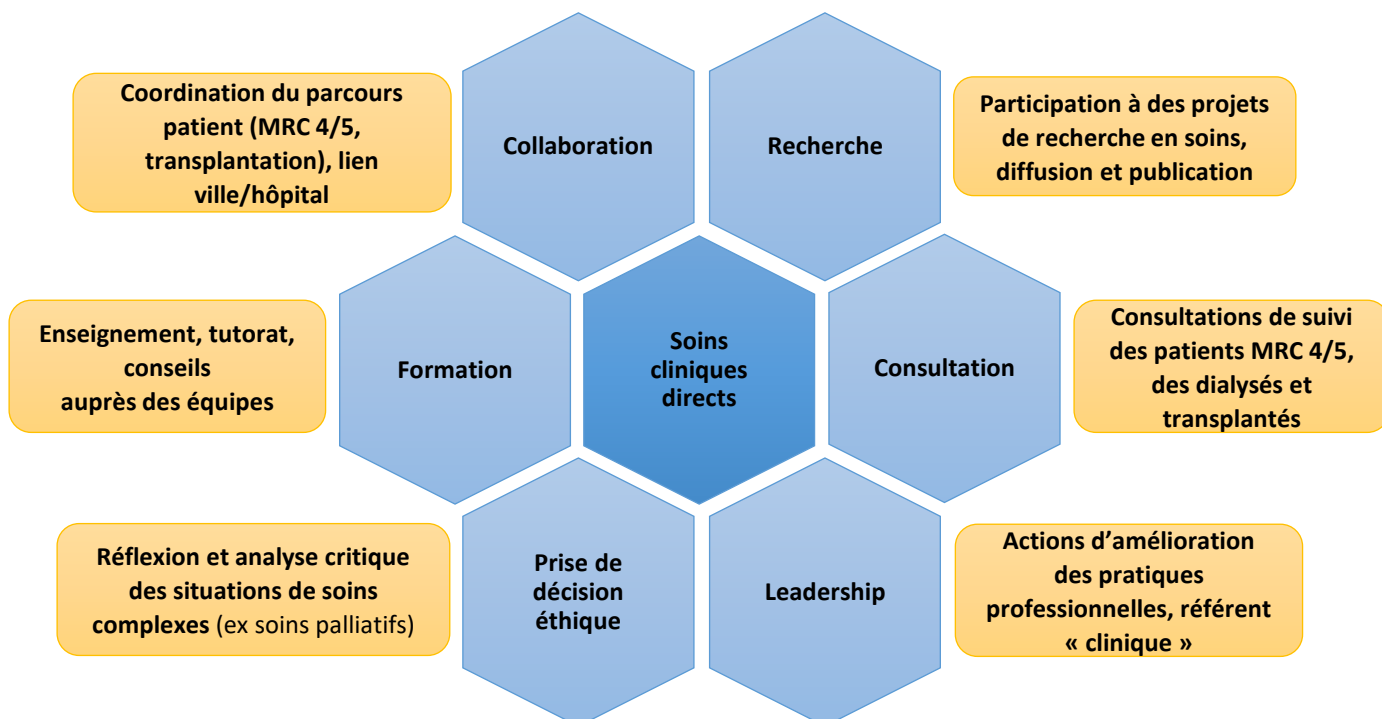 Coordination du parcours
patient (MRC 4/5,
transplantation), lien
ville/hôpital
Collaboration
Recherche
Participation à des projets
de recherche en soins,
diffusion et publication
Enseignement, tutorat,
conseils
auprès des équipes
Formation
Soins
cliniques
directs
Consultation
Consultations de suivi
des patients MRC 4/5,
des dialysés et
transplantés
Réflexion et analyse critique
des situations de soins
complexes (ex soins palliatifs)
Prise de
décision
éthique
Leadership
Actions d’amélioration
des pratiques
professionnelles, référent
« clinique »